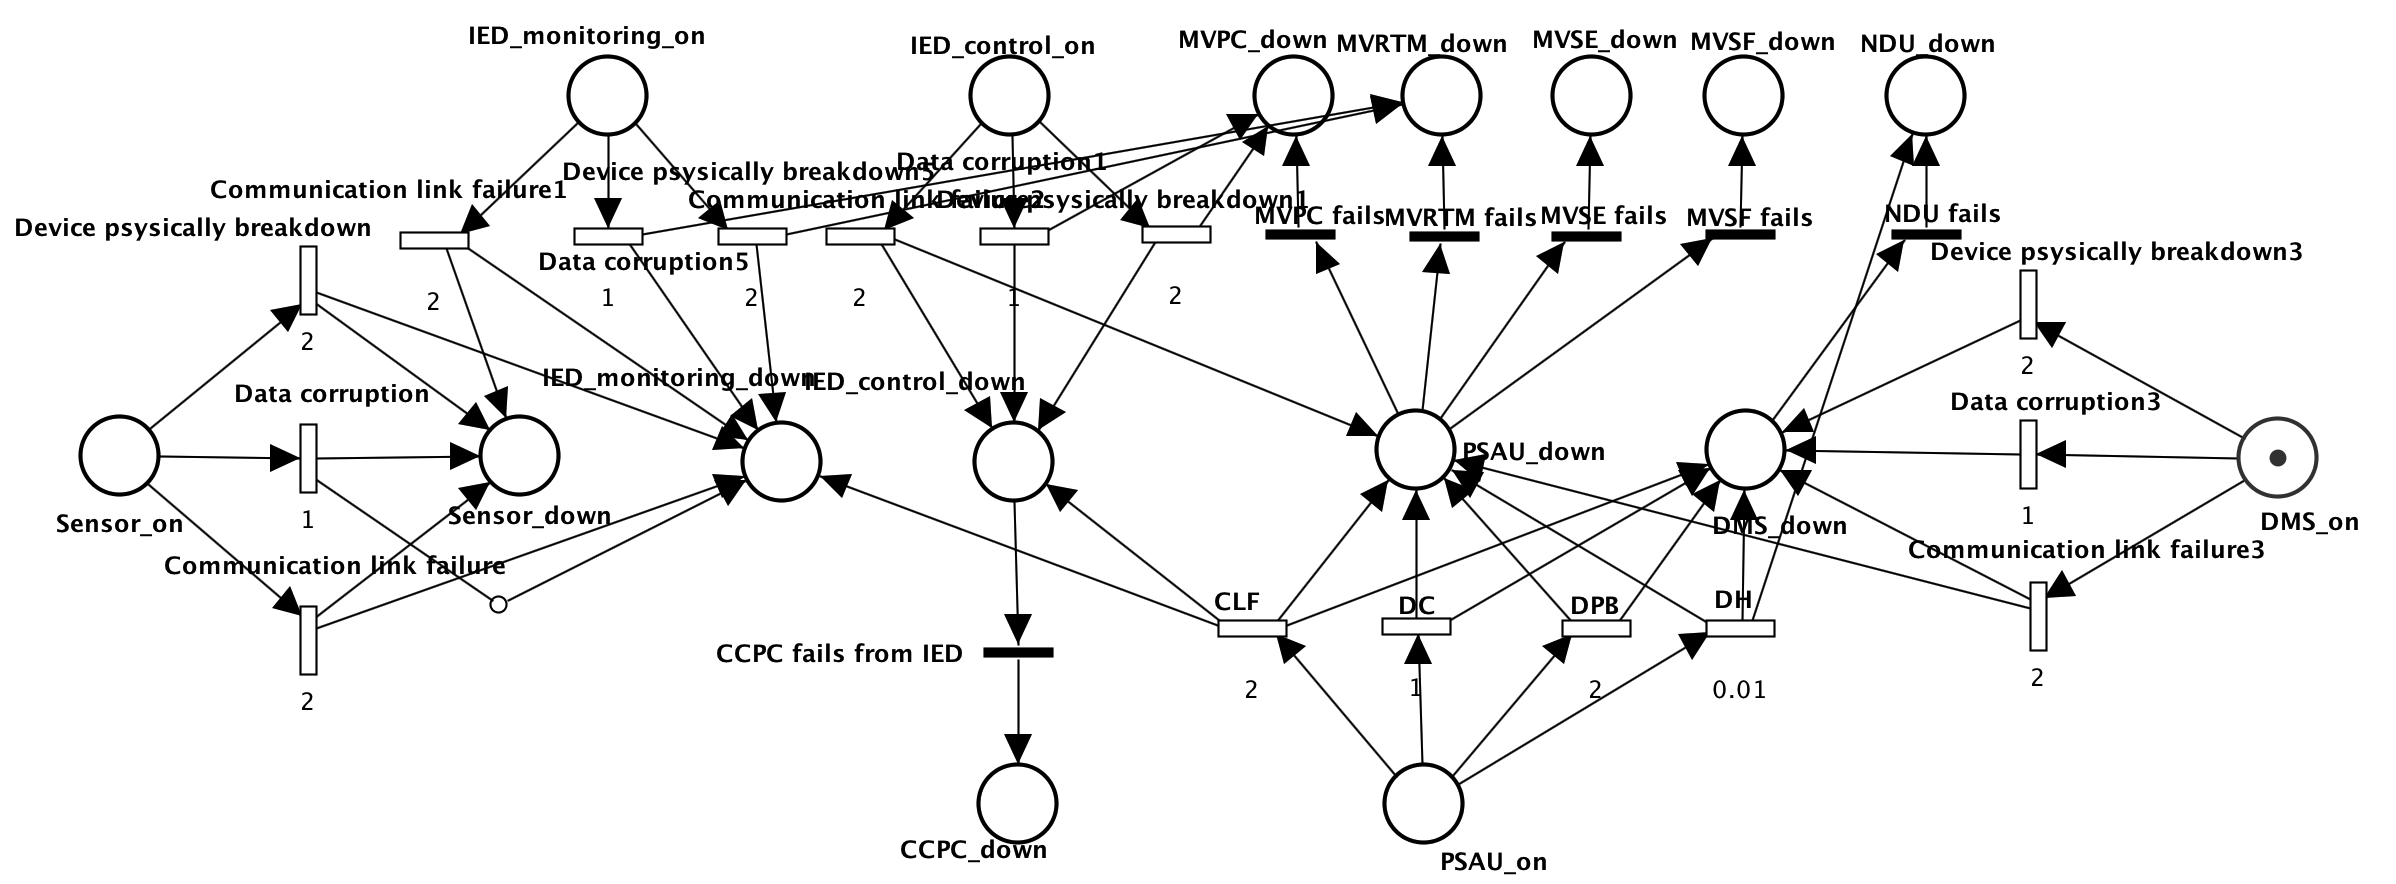 IED_monitoring_on
IED_control_on
MVPC_down
MVRTM_down
MVSE_down
MVSF_down
NDU_down
Communication link failure1
Device psysically breakdown5
Data corruption1
Communication link failure2
Device psysically breakdown1
MVPC fails
MVRTM fails
MVSE fails
MVSF fails
NDU fails
Device psysically breakdown
Data corruption5
Device psysically breakdown3
2
1
2
2
1
2
2
2
Data corruption
IED_monitoring_down
IED_control_down
Data corruption3
PSAU_down
Sensor_on
1
Sensor_down
DMS_down
1
DMS_on
Communication link failure
Communication link failure3
CLF
DC
DPB
DH
CCPC fails from IED
2
2
1
2
0.01
2
CCPC_down
PSAU_on